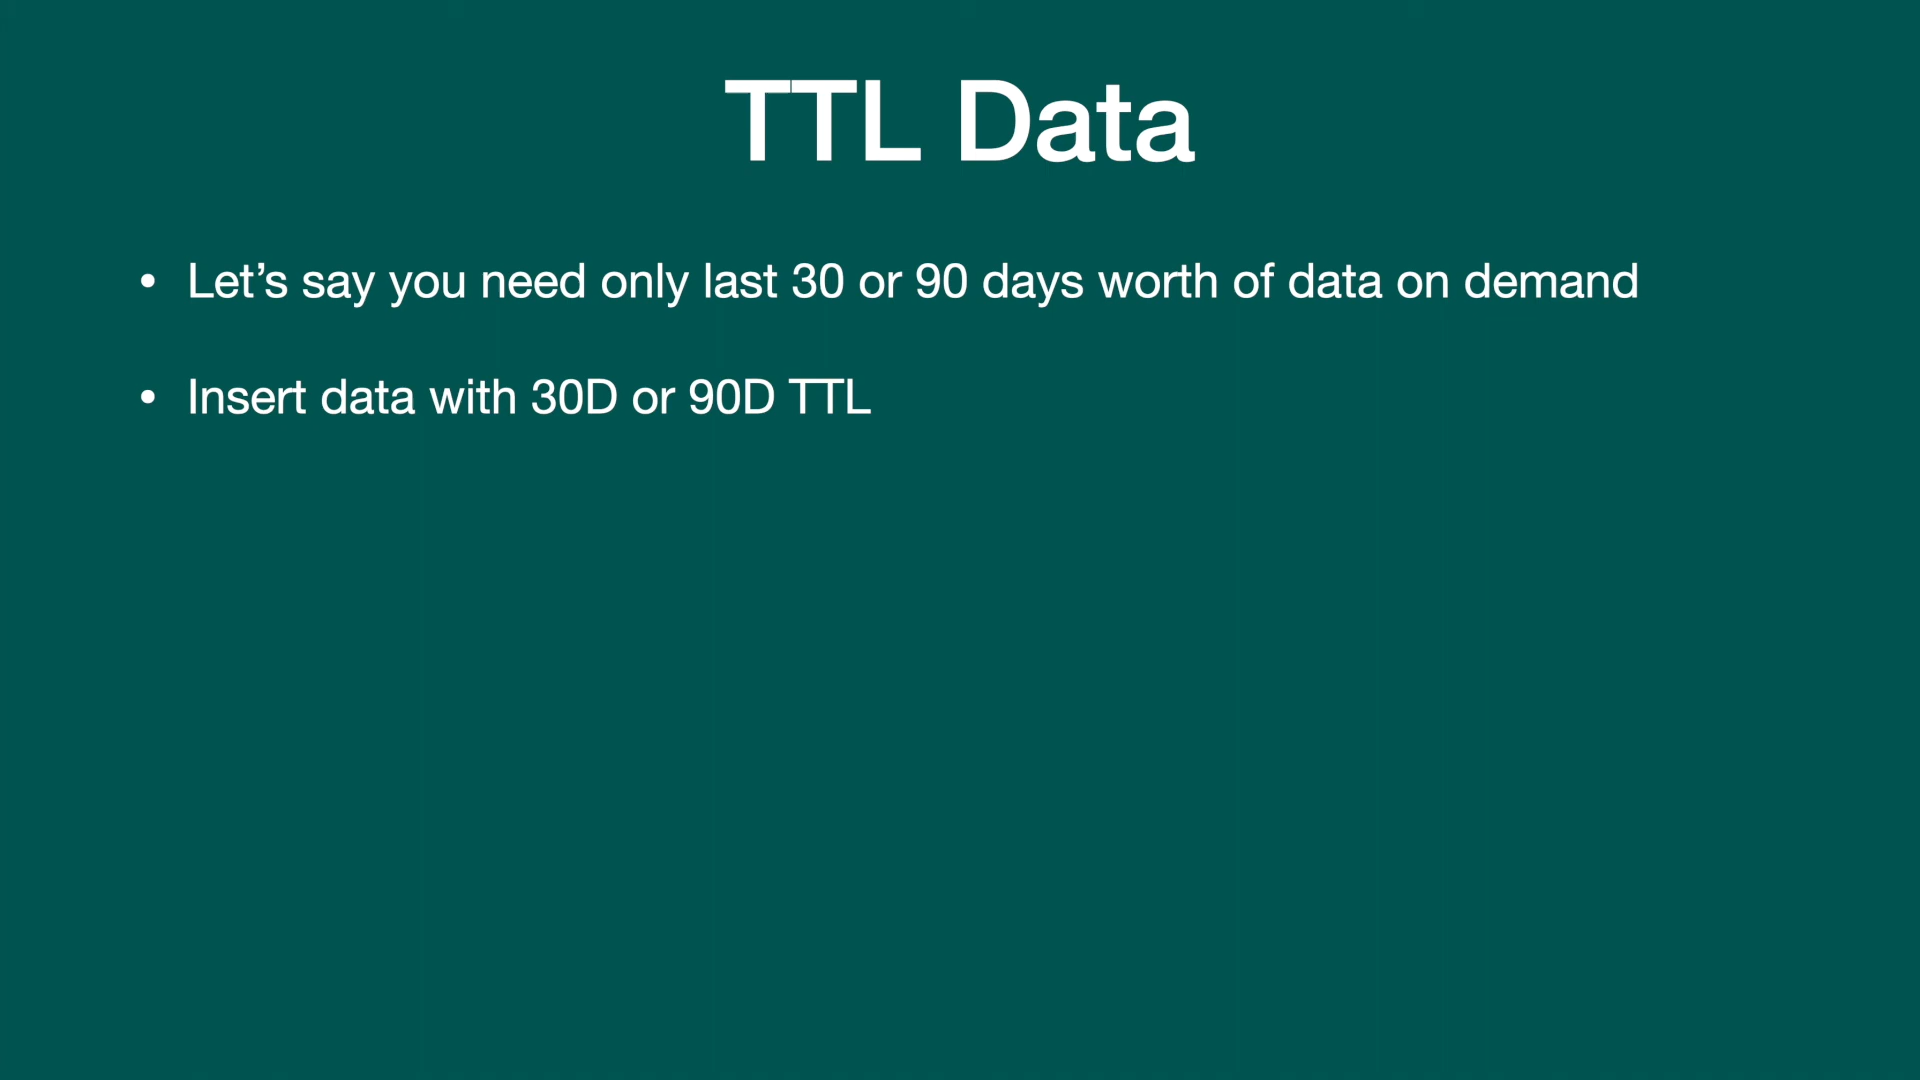 TTL Data
• Let’s say you need only last 30 or 90 days worth of data on demand
• Insert data with 30D or 90D TTL